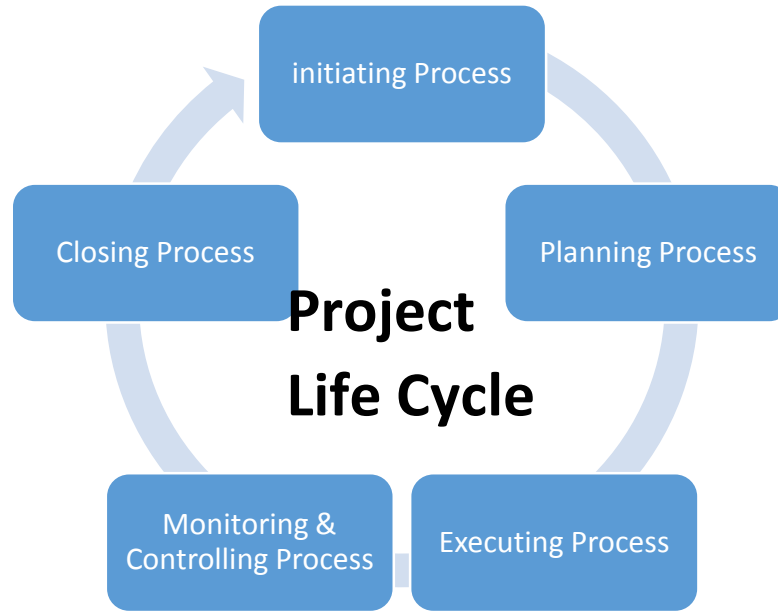 initiating Process
Planning Process
Executing Process
Monitoring &
Controlling Process
Closing Process
Project
Life Cycle